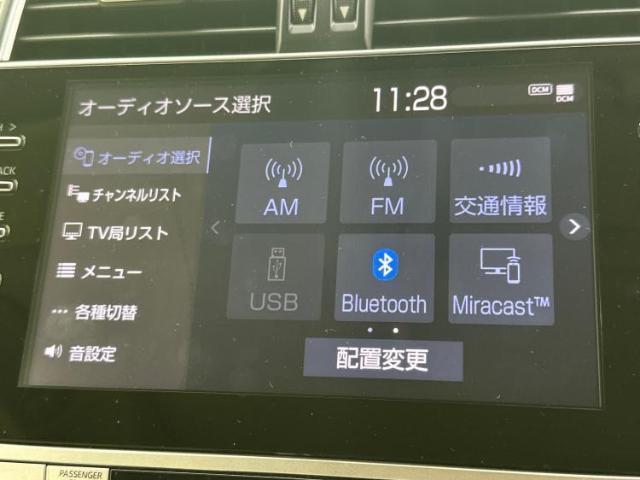 オーディオソース選択
11:28
DCM
DCM
オーディオ選択
チャンネルリスト
TV局リスト
メニュー
各種切替
音設定
AM
FM
交通情報
USB
Bluetooth
Miracast™
配置変更
PASSENGER